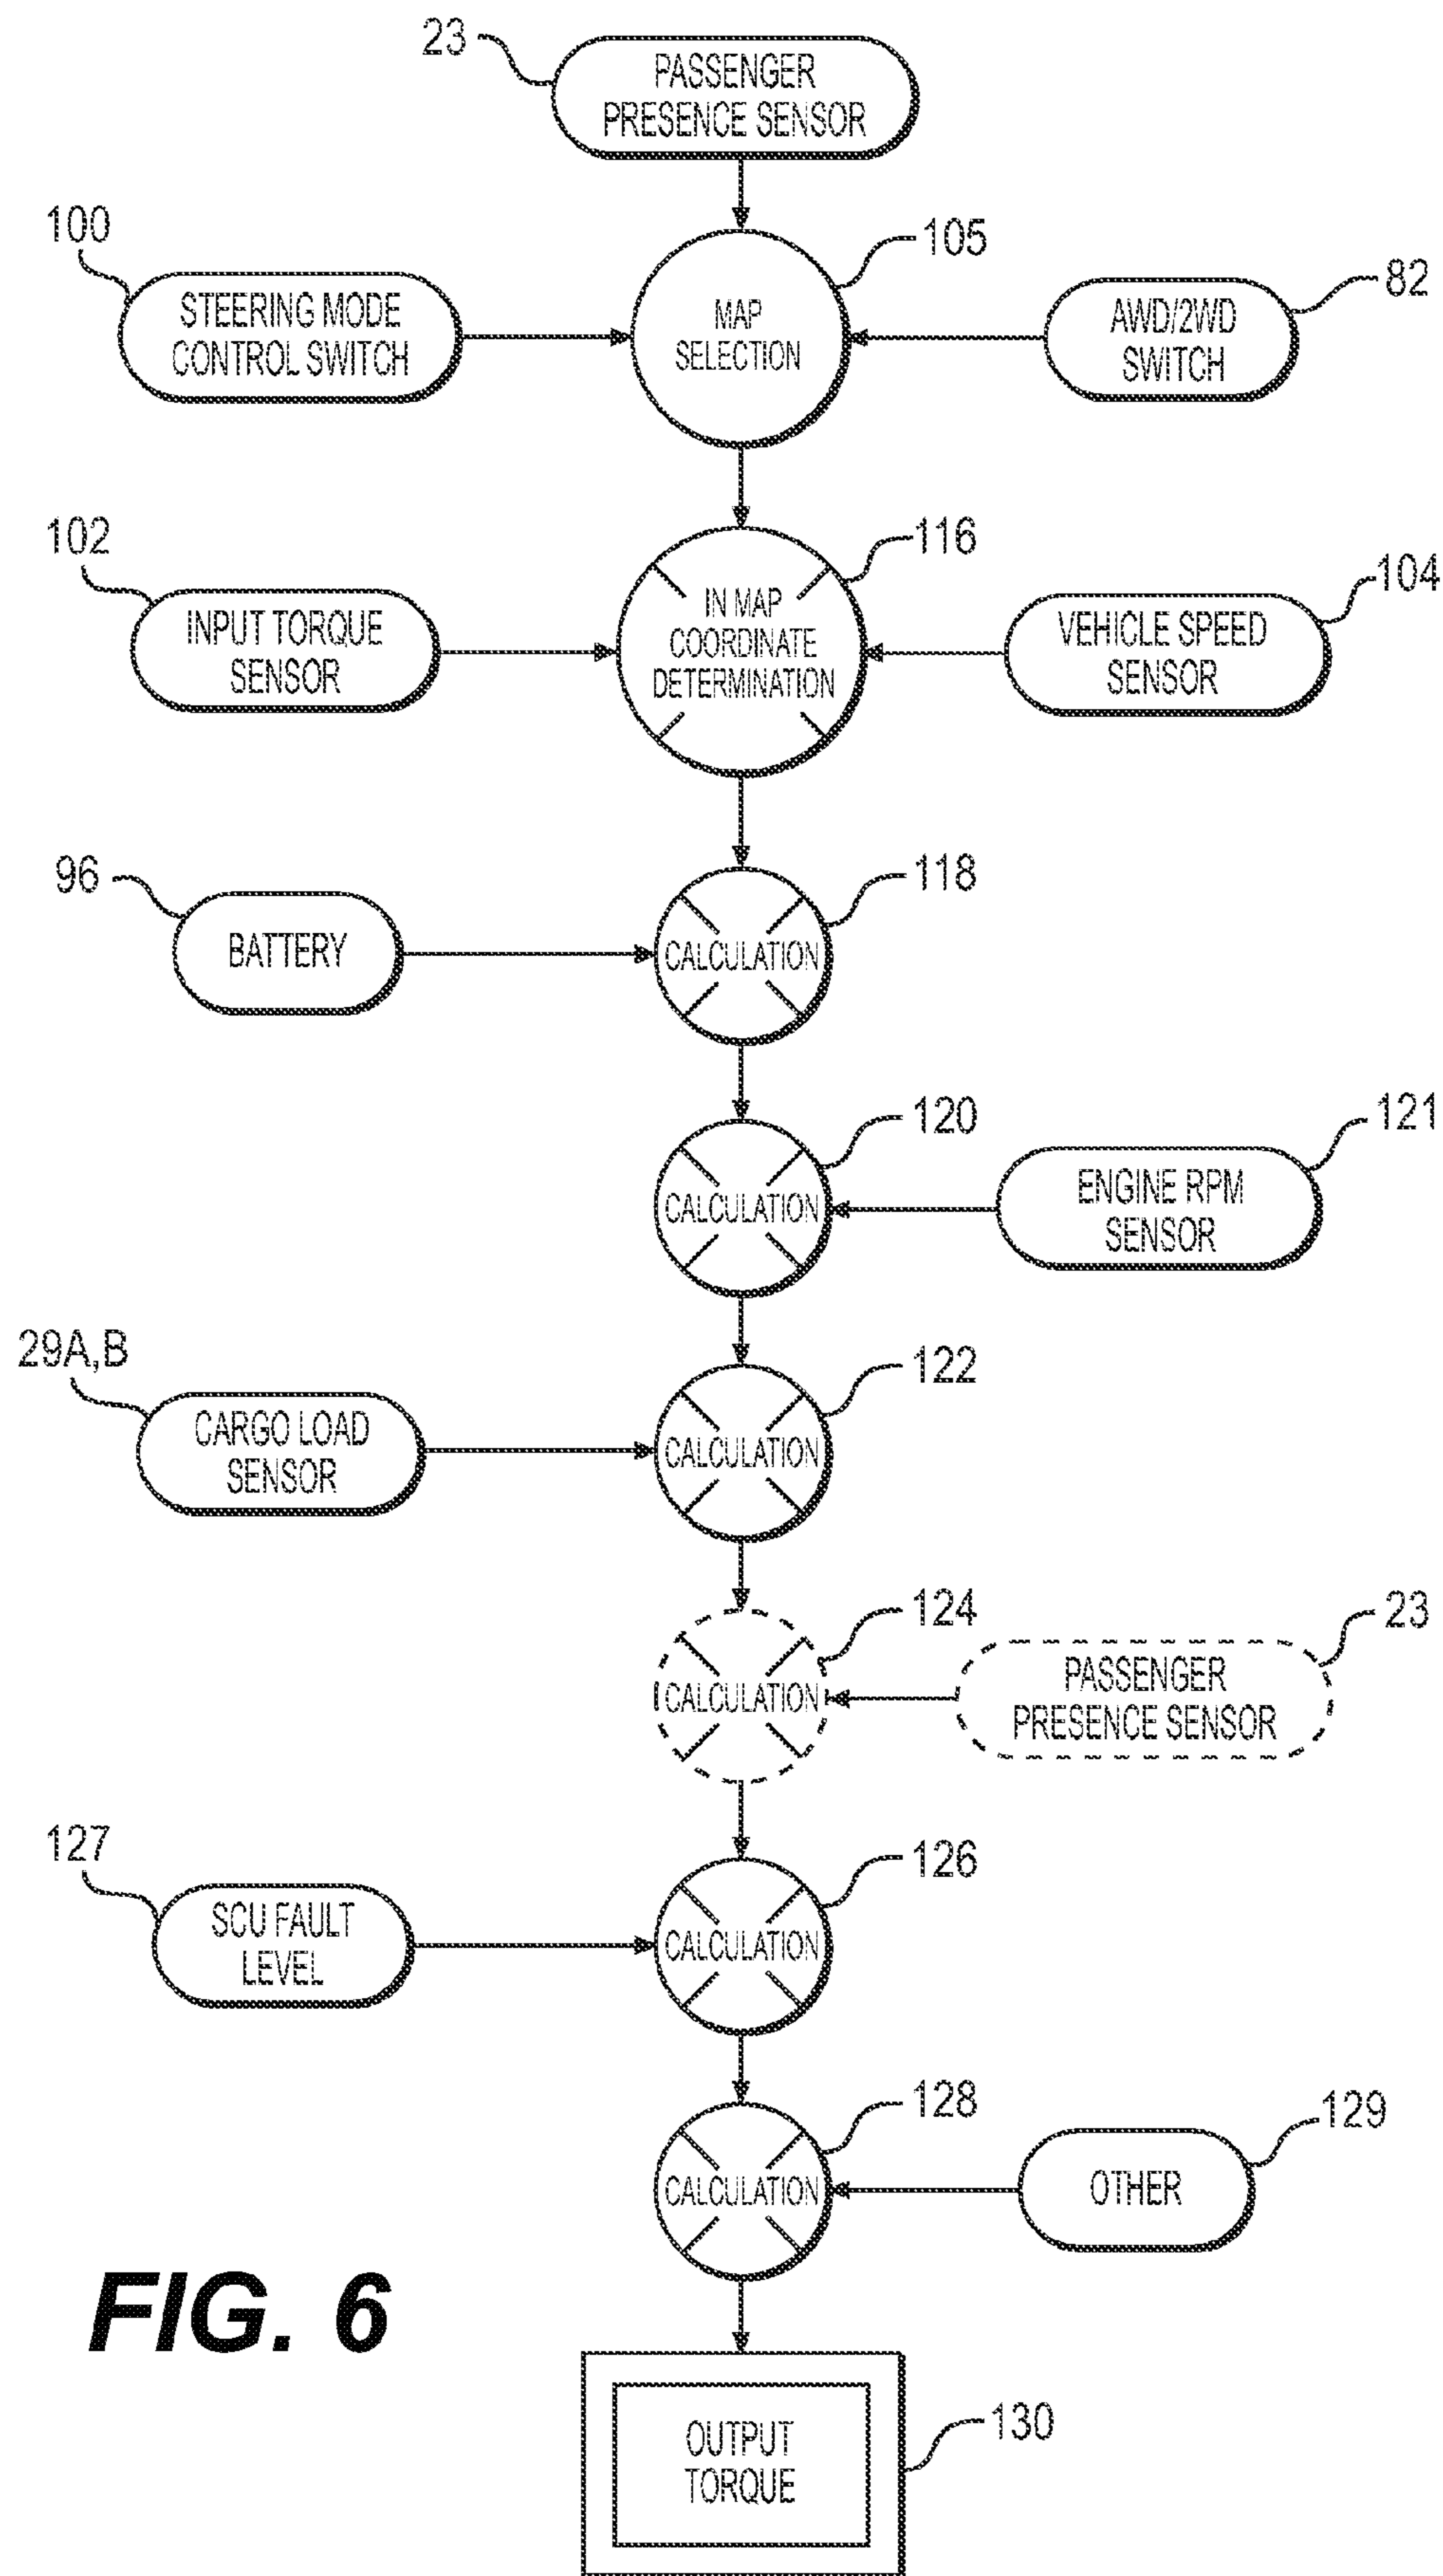 23
PASSENGER
PRESENCE SENSOR
100
STEERING MODE
CONTROL SWITCH
105
MAP
SELECTION
82
AWD/2WD
SWITCH
102
INPUT TORQUE
SENSOR
116
IN MAP
COORDINATE
DETERMINATION
104
VEHICLE SPEED
SENSOR
96
BATTERY
118
CALCULATION
120
CALCULATION
121
ENGINE RPM
SENSOR
29A,B
CARGO LOAD
SENSOR
122
CALCULATION
124
CALCULATION
23
PASSENGER
PRESENCE SENSOR
127
SCU FAULT
LEVEL
126
CALCULATION
128
CALCULATION
129
OTHER
FIG. 6
OUTPUT
TORQUE
130